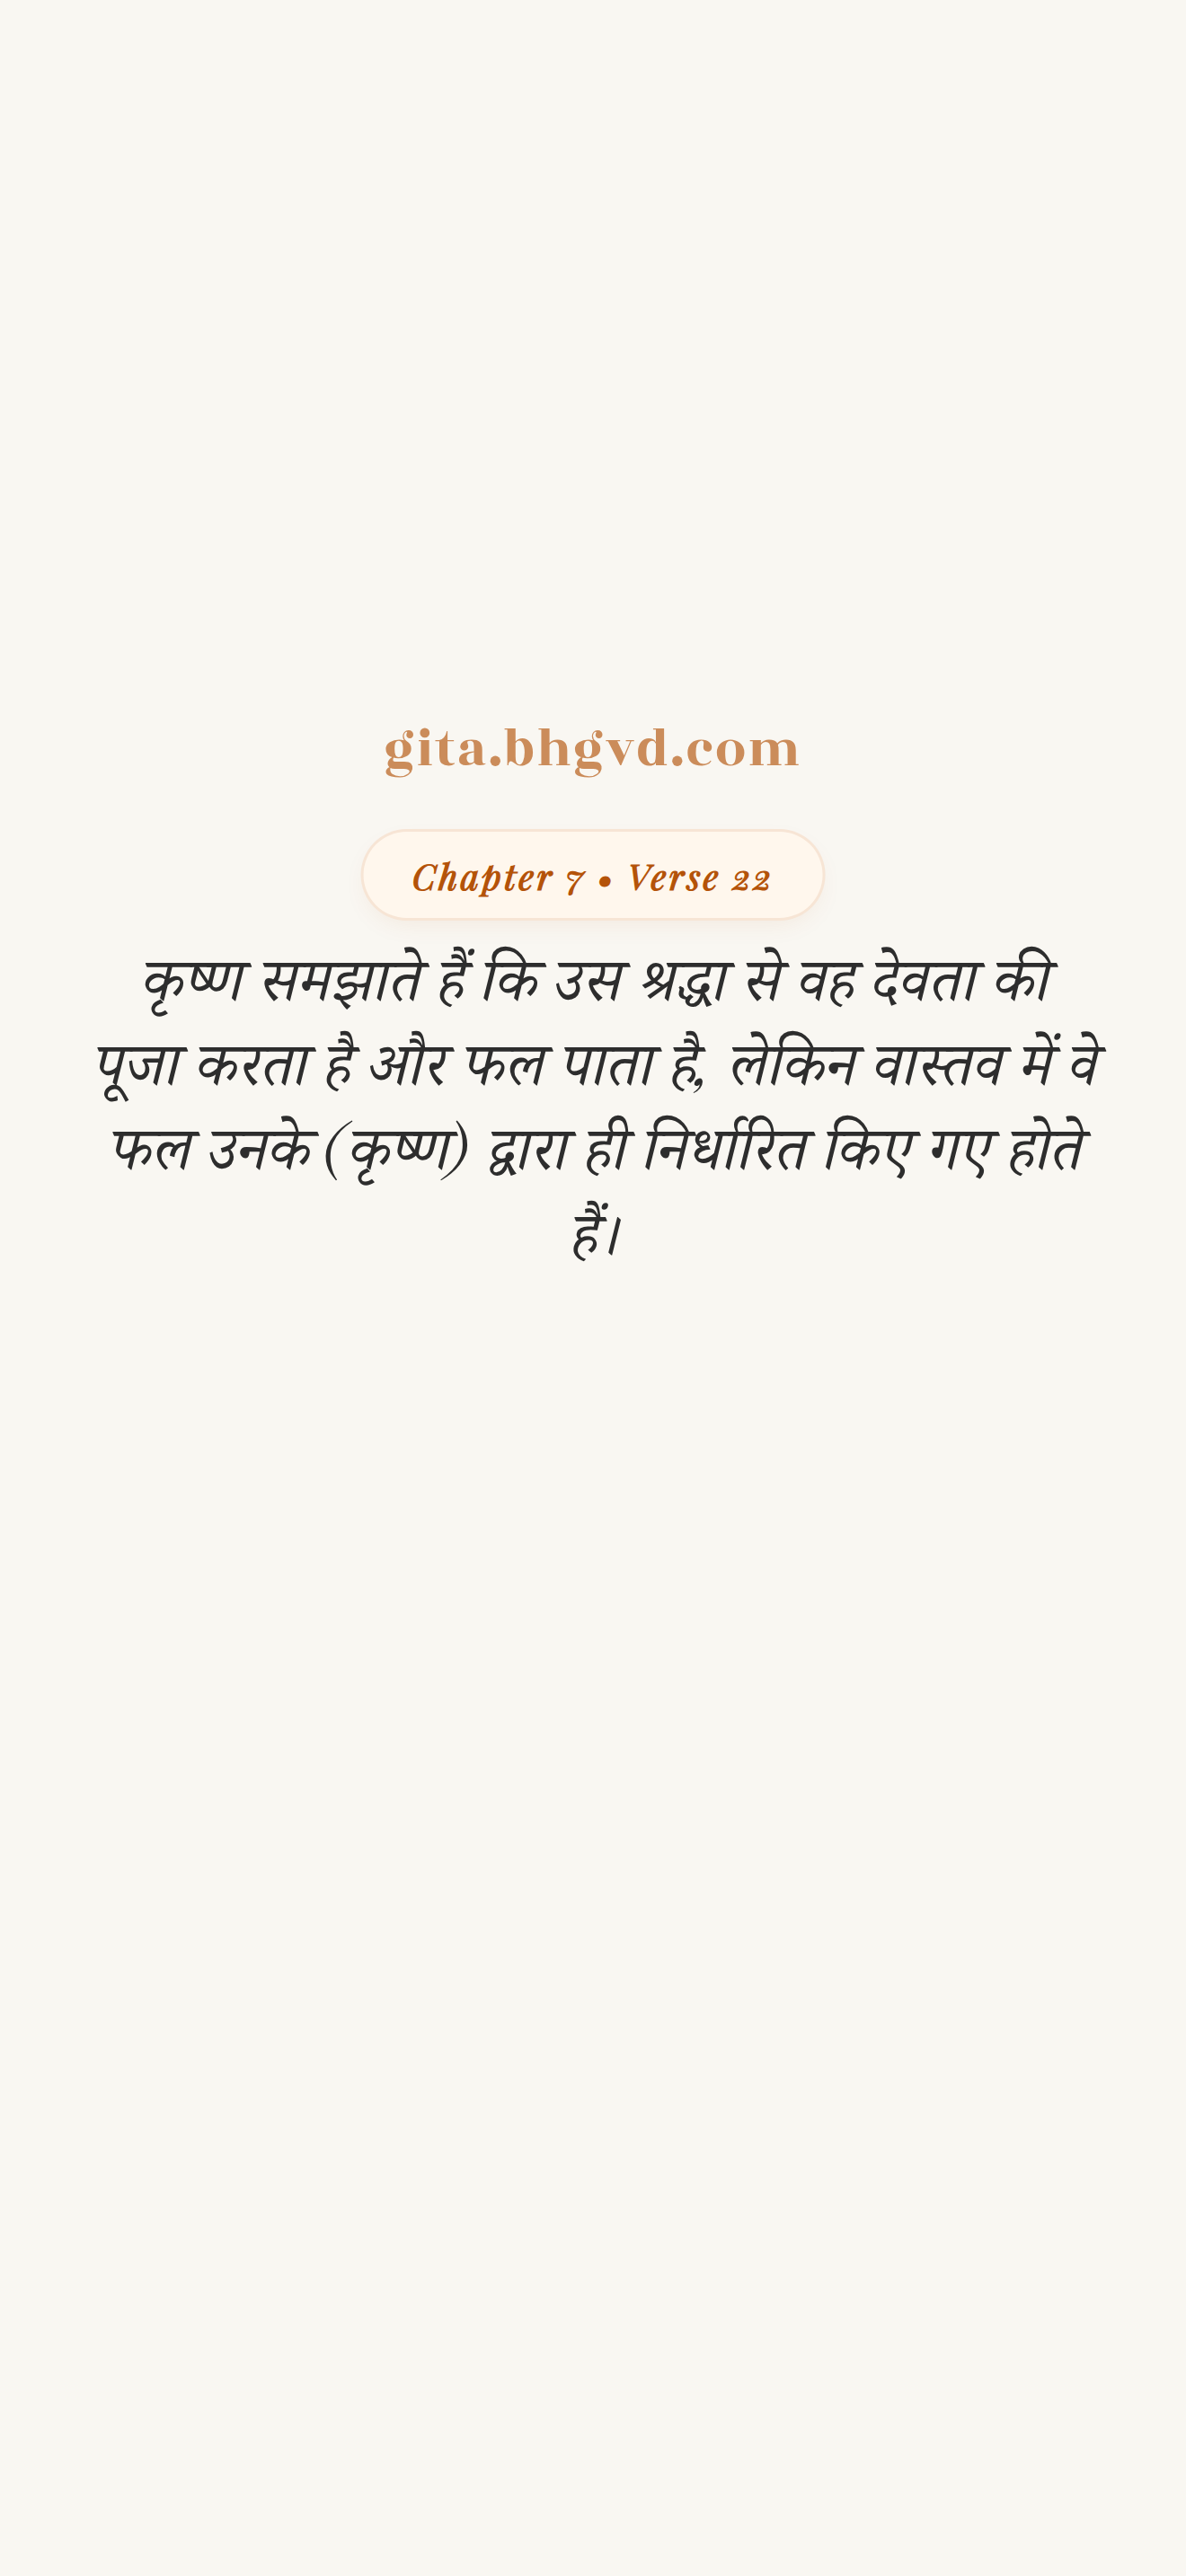 gita.bhgvd.com
Chapter 7 • Verse 22
कृष्ण समझाते हैं कि उस श्रद्धा से वह देवता की
पूजा करता है और फल पाता है, लेकिन वास्तव में वे
फल उनके (कृष्ण) द्वारा ही निर्धारित किए गए होते
हैं।